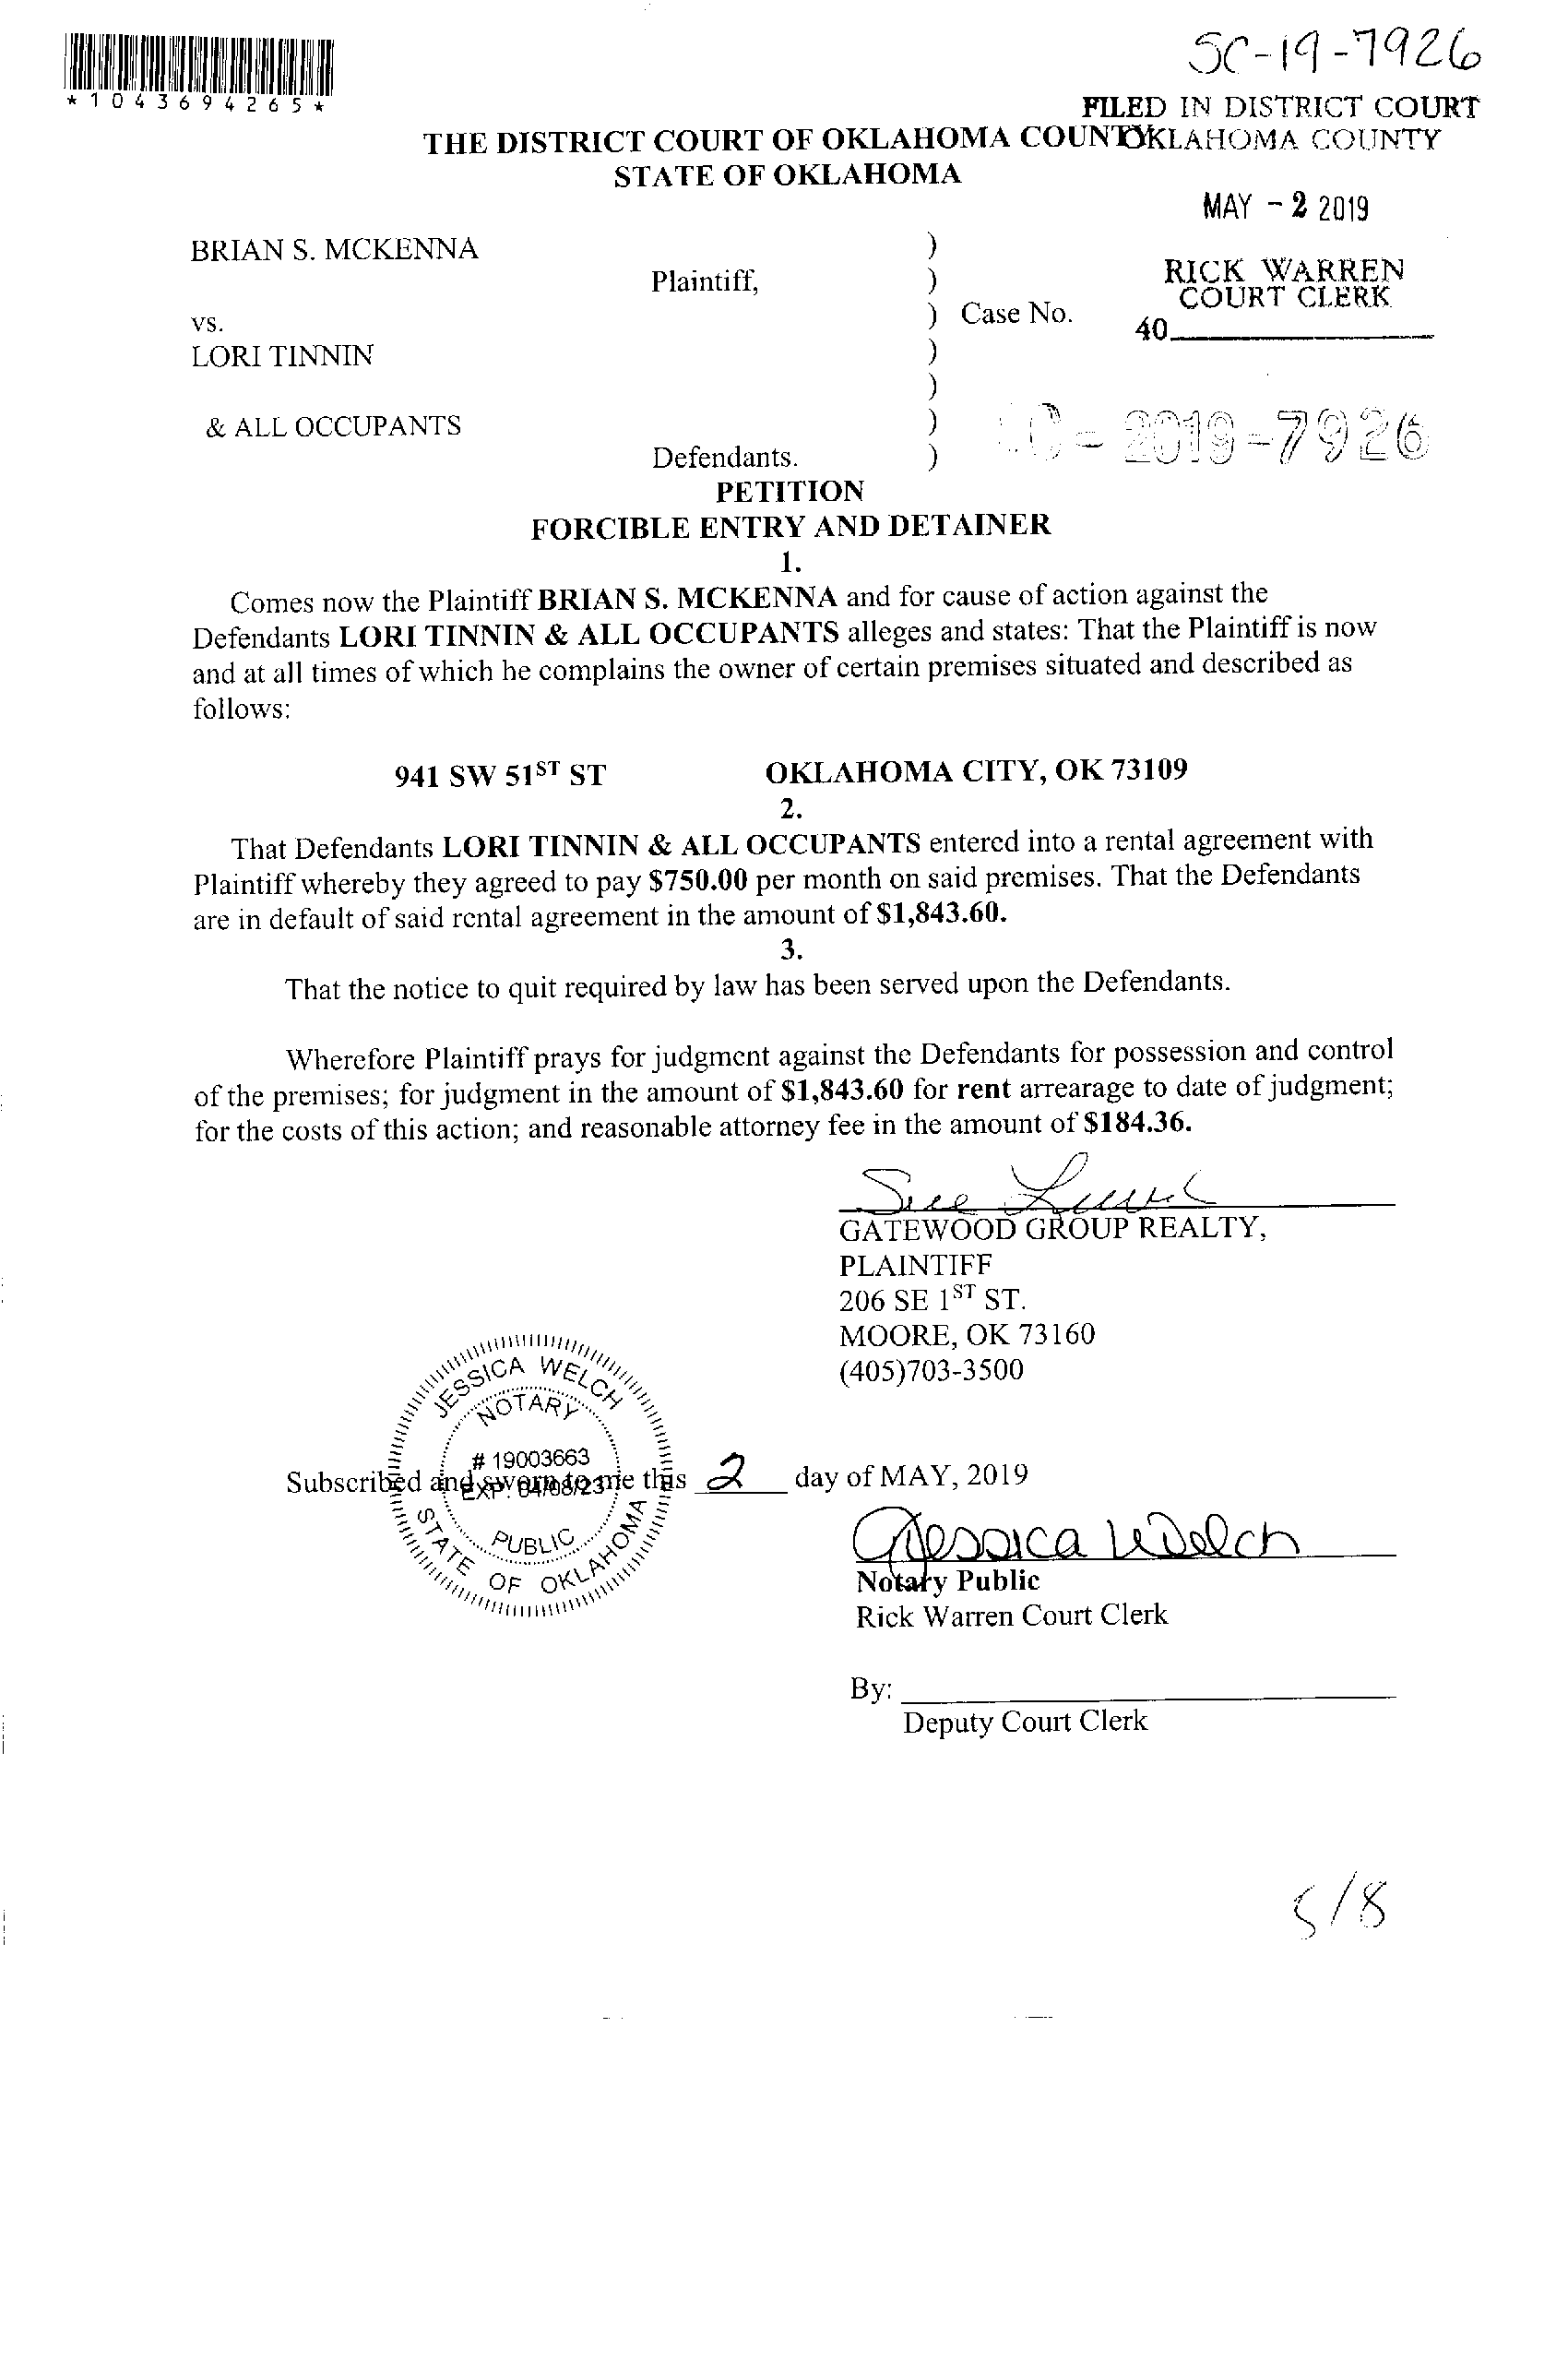 SC-19-7926
*1043694265*
FILED IN DISTRICT COURT
OKLAHOMA COUNTY
THE DISTRICT COURT OF OKLAHOMA COUNTY
STATE OF OKLAHOMA
MAY - 2 2019
BRIAN S. MCKENNA )
Plaintiff, )
RICK WARREN
COURT CLERK
vs. ) Case No.
40
LORI TINNIN )
)
& ALL OCCUPANTS )
C - 2019 - 7926
Defendants. )
PETITION
FORCIBLE ENTRY AND DETAINER
1.
Comes now the Plaintiff BRIAN S. MCKENNA and for cause of action against the
Defendants LORI TINNIN & ALL OCCUPANTS alleges and states: That the Plaintiff is now
and at all times of which he complains the owner of certain premises situated and described as
follows:
941 SW 51ST ST OKLAHOMA CITY, OK 73109
2.
That Defendants LORI TINNIN & ALL OCCUPANTS entered into a rental agreement with
Plaintiff whereby they agreed to pay $750.00 per month on said premises. That the Defendants
are in default of said rental agreement in the amount of $1,843.60.
3.
That the notice to quit required by law has been served upon the Defendants.
Wherefore Plaintiff prays for judgment against the Defendants for possession and control
of the premises; for judgment in the amount of $1,843.60 for rent arrearage to date of judgment;
for the costs of this action; and reasonable attorney fee in the amount of $184.36.
GATEWOOD GROUP REALTY,
PLAINTIFF
206 SE 1ST ST.
MOORE, OK 73160
(405)703-3500
JESSICA WELCH
NOTARY
# 19003663
EXP. 04/08/23
PUBLIC
STATE OF OKLAHOMA
Subscribed and sworn to me this 2 day of MAY, 2019
Jessica Welch
Notary Public
Rick Warren Court Clerk
By:
Deputy Court Clerk
5/8